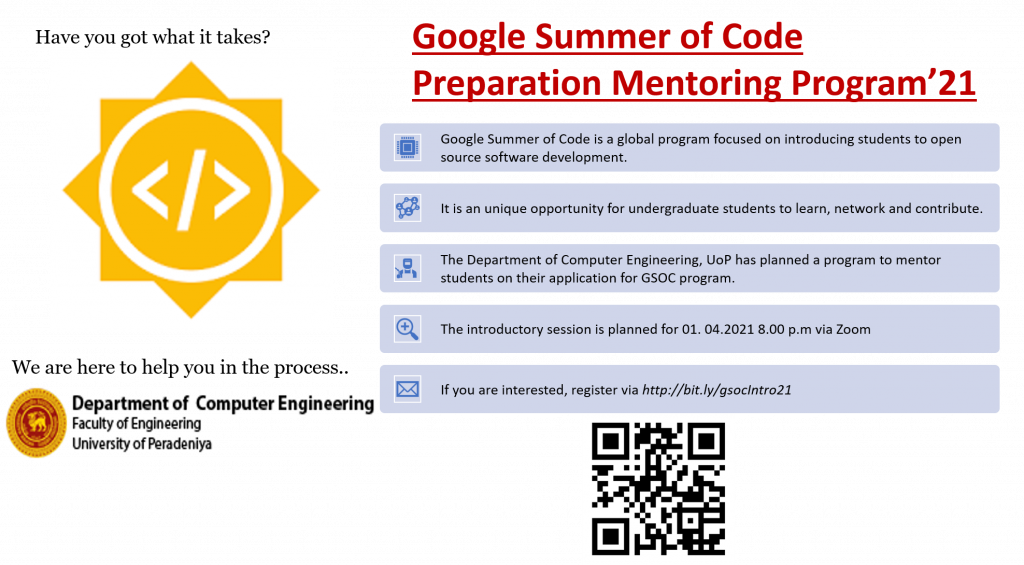 Have you got what it takes?
</>
We are here to help you in the process..
Department of Computer Engineering
Faculty of Engineering
University of Peradeniya
Google Summer of Code
Preparation Mentoring Program’21
Google Summer of Code is a global program focused on introducing students to open
source software development.
It is an unique opportunity for undergraduate students to learn, network and contribute.
The Department of Computer Engineering, UoP has planned a program to mentor
students on their application for GSOC program.
The introductory session is planned for 01. 04.2021 8.00 p.m via Zoom
If you are interested, register via http://bit.ly/gsocIntro21